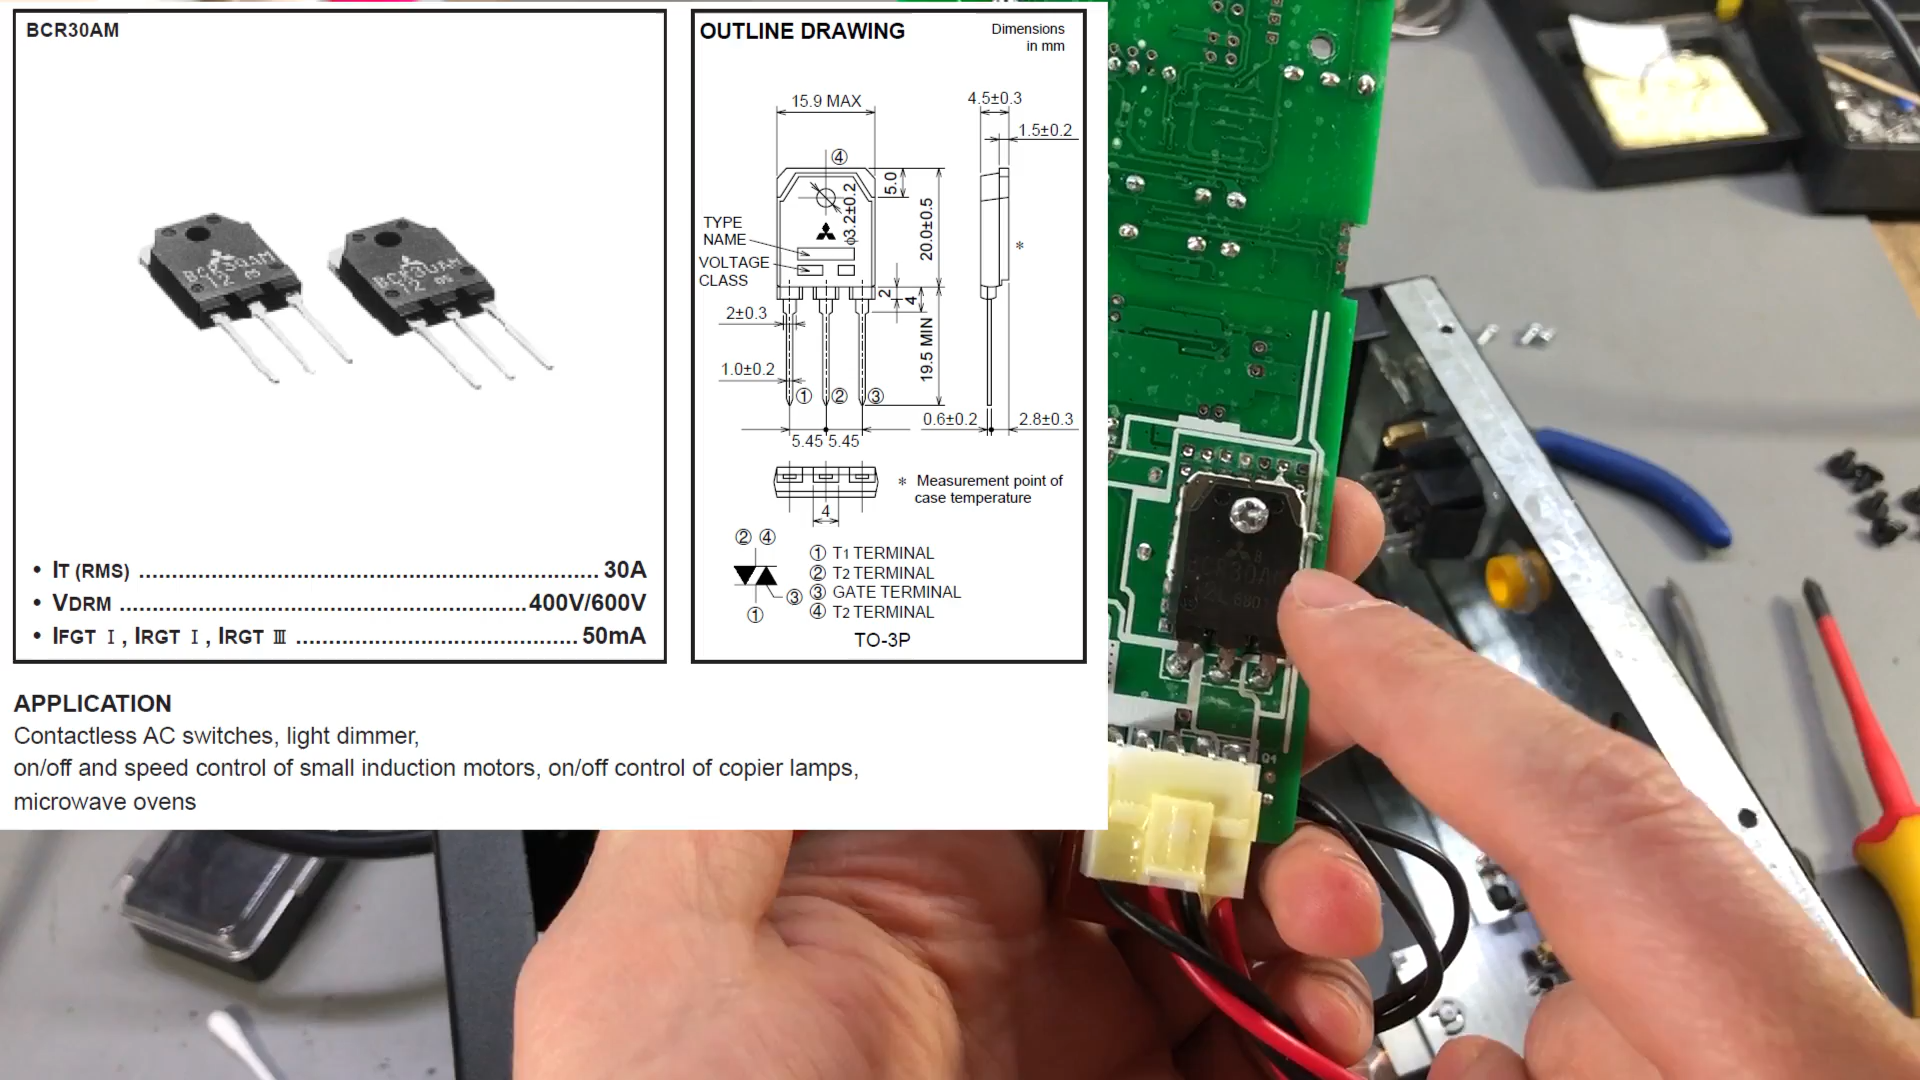 BCR30AM
BCR30AM
12
BCR30AM
12
IT (RMS) ........................................................................ 30A
VDRM ................................................................400V/600V
IFGT Ⅰ, IRGT Ⅰ, IRGT Ⅲ ............................................. 50mA
OUTLINE DRAWING
Dimensions
in mm
15.9 MAX
4.5±0.3
1.5±0.2
④
5.0
φ3.2±0.2
20.0±0.5
TYPE
NAME
VOLTAGE
CLASS
*
2
4
2±0.3
19.5 MIN
1.0±0.2
① ② ③
0.6±0.2
2.8±0.3
5.45 5.45
* Measurement point of
case temperature
4
② ④
③
①
① T1 TERMINAL
② T2 TERMINAL
③ GATE TERMINAL
④ T2 TERMINAL
TO-3P
APPLICATION
Contactless AC switches, light dimmer,
on/off and speed control of small induction motors, on/off control of copier lamps,
microwave ovens
BCR30A
Q4